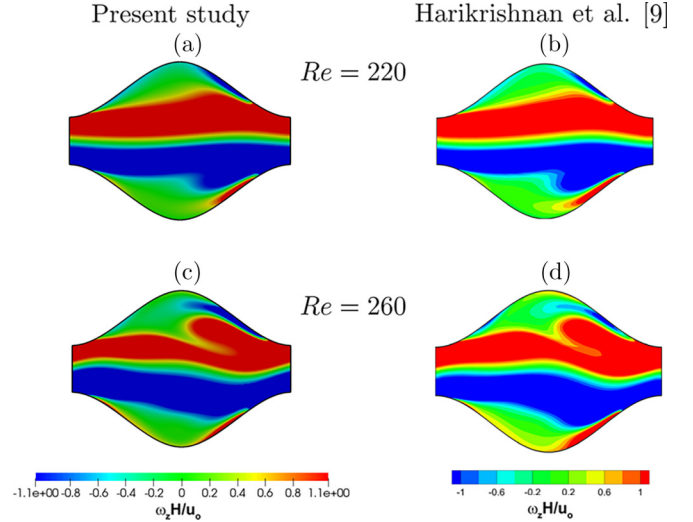 Present study
Harikrishnan et al. [9]
(a)
(b)
Re = 220
(c)
(d)
Re = 260
-1.1e+00 -0.8 -0.6 -0.4 -0.2 0 0.2 0.4 0.6 0.8 1.1e+00
ω_zH/u_o
-1 -0.6 -0.2 0.2 0.6 1
ω_zH/u_o